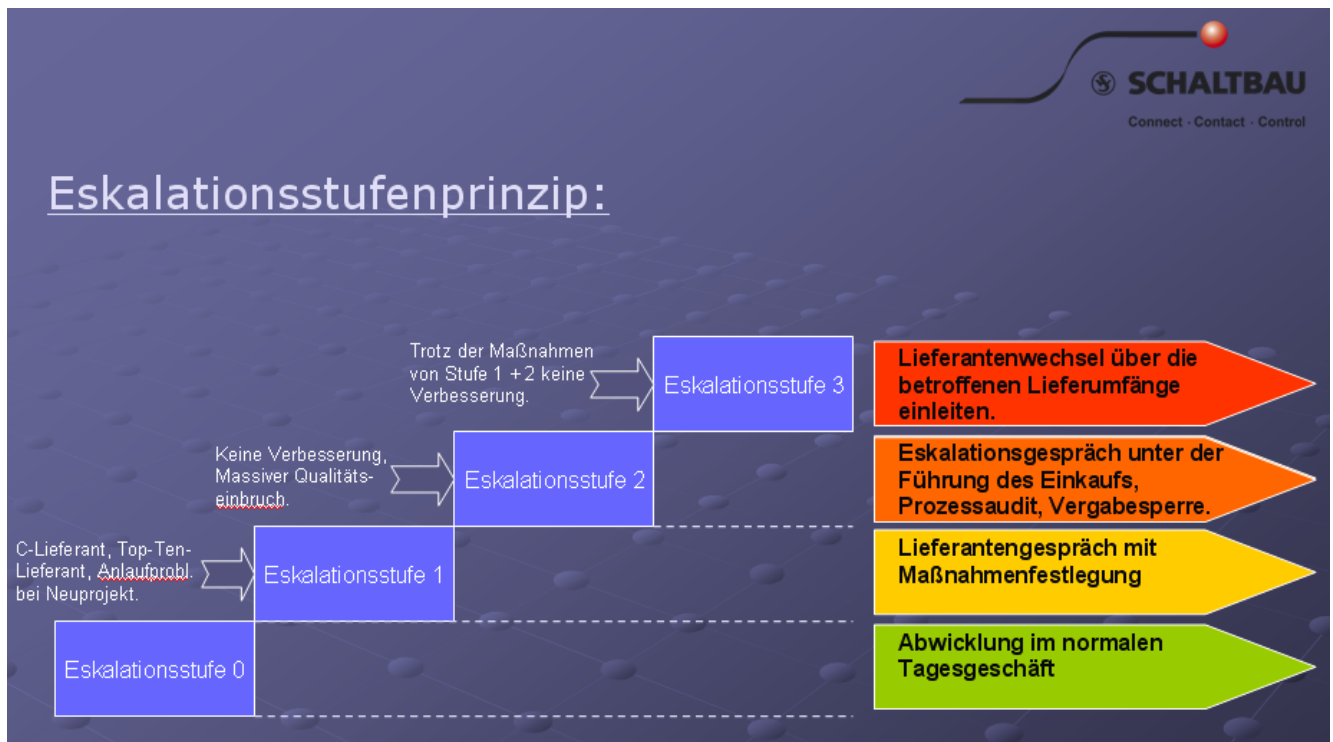 SCHALTBAU
Connect · Contact · Control
Eskalationsstufenprinzip:
Trotz der Maßnahmen
von Stufe 1 +2 keine
Verbesserung.
Eskalationsstufe 3
Lieferantenwechsel über die
betroffenen Lieferumfänge
einleiten.
Keine Verbesserung,
Massiver Qualitäts-
einbruch.
Eskalationsstufe 2
Eskalationsgespräch unter der
Führung des Einkaufs,
Prozessaudit, Vergabesperre.
C-Lieferant, Top-Ten-
Lieferant, Anlaufprobl.
bei Neuprojekt.
Eskalationsstufe 1
Lieferantengespräch mit
Maßnahmenfestlegung
Eskalationsstufe 0
Abwicklung im normalen
Tagesgeschäft